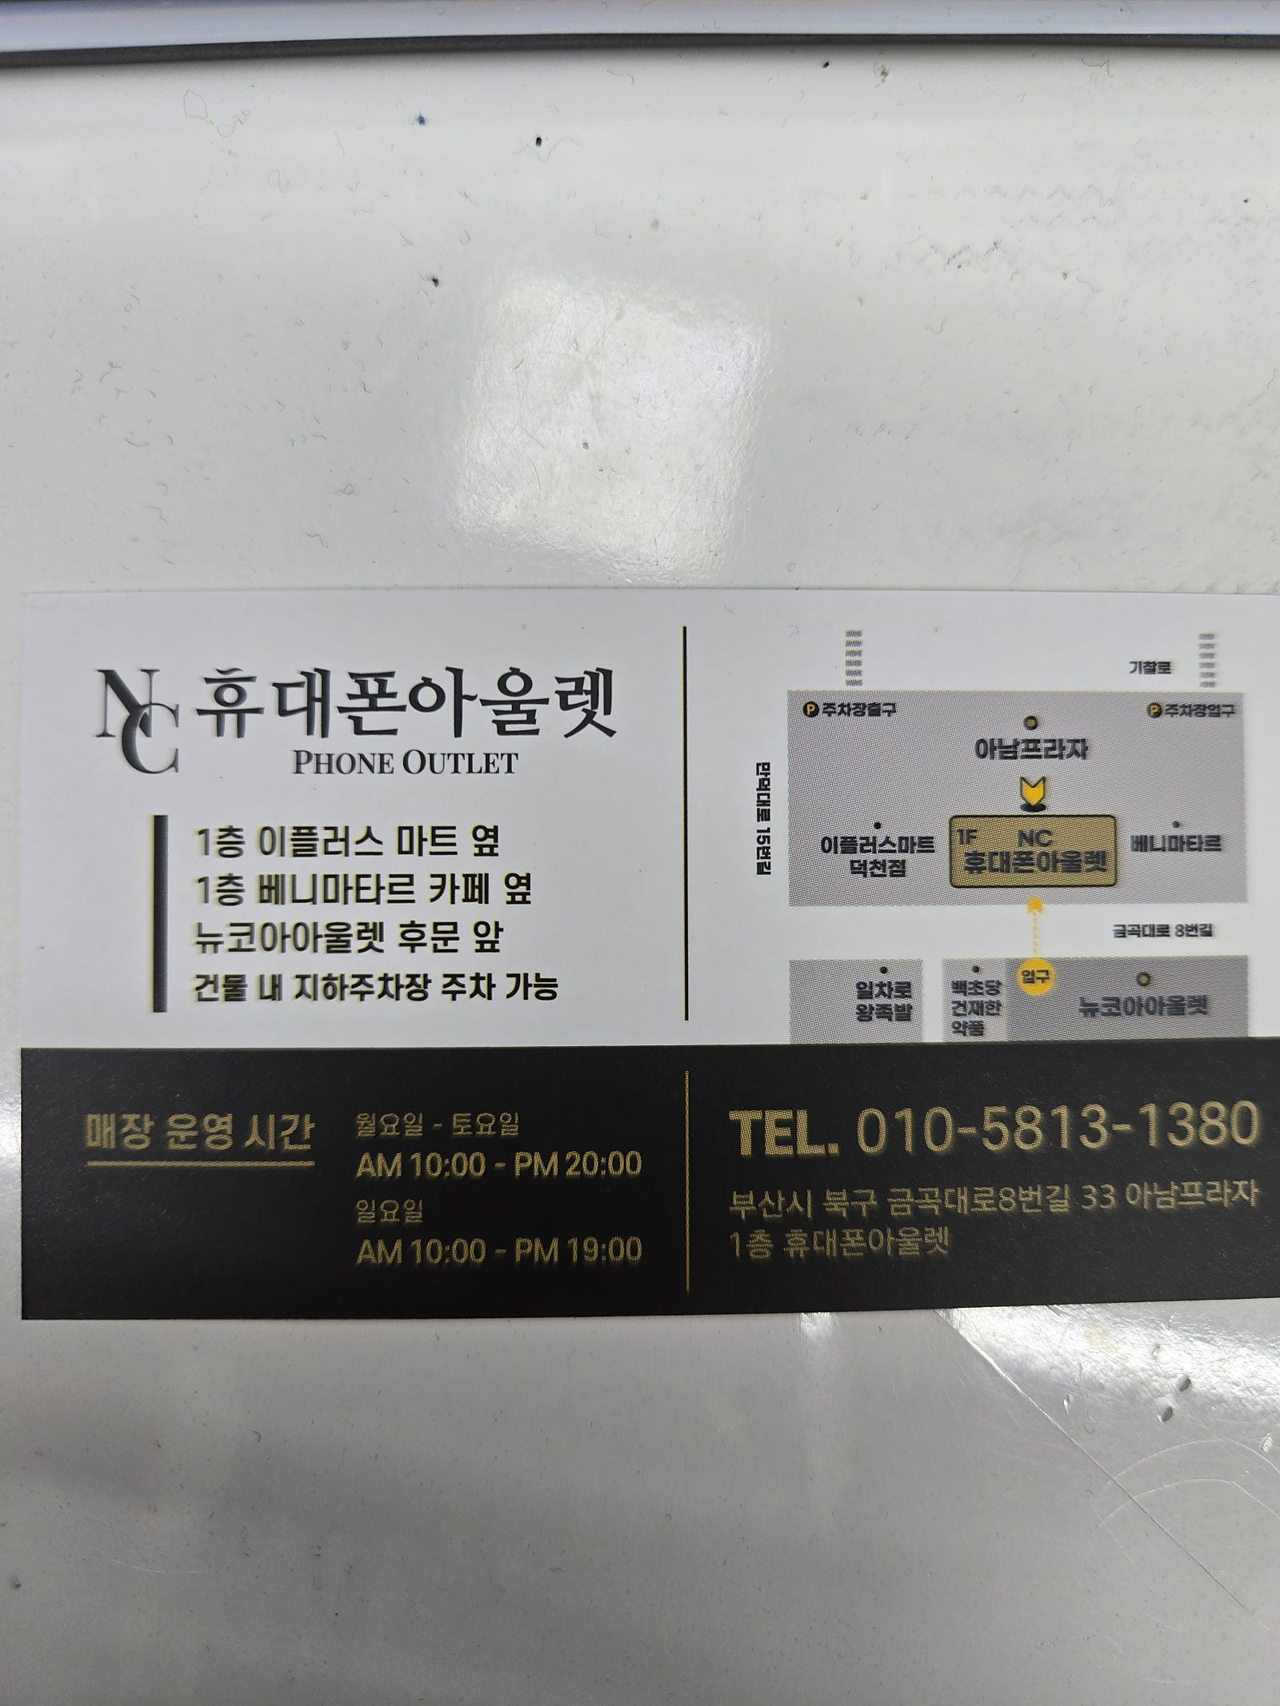 NC 휴대폰아울렛
PHONE OUTLET
1층 이플러스 마트 옆
1층 베니마타르 카페 옆
뉴코아아울렛 후문 앞
건물 내 지하주차장 주차 가능
기찰로
P 주차장출구
P 주차장입구
아남프라자
만덕대로 15번길
이플러스마트
덕천점
1F NC
휴대폰아울렛
베니마타르
금곡대로 8번길
일차로
왕족발
백초당
건재한
약품
입구
뉴코아아울렛
매장 운영 시간
월요일 - 토요일
AM 10:00 - PM 20:00
일요일
AM 10:00 - PM 19:00
TEL. 010-5813-1380
부산시 북구 금곡대로8번길 33 아남프라자
1층 휴대폰아울렛